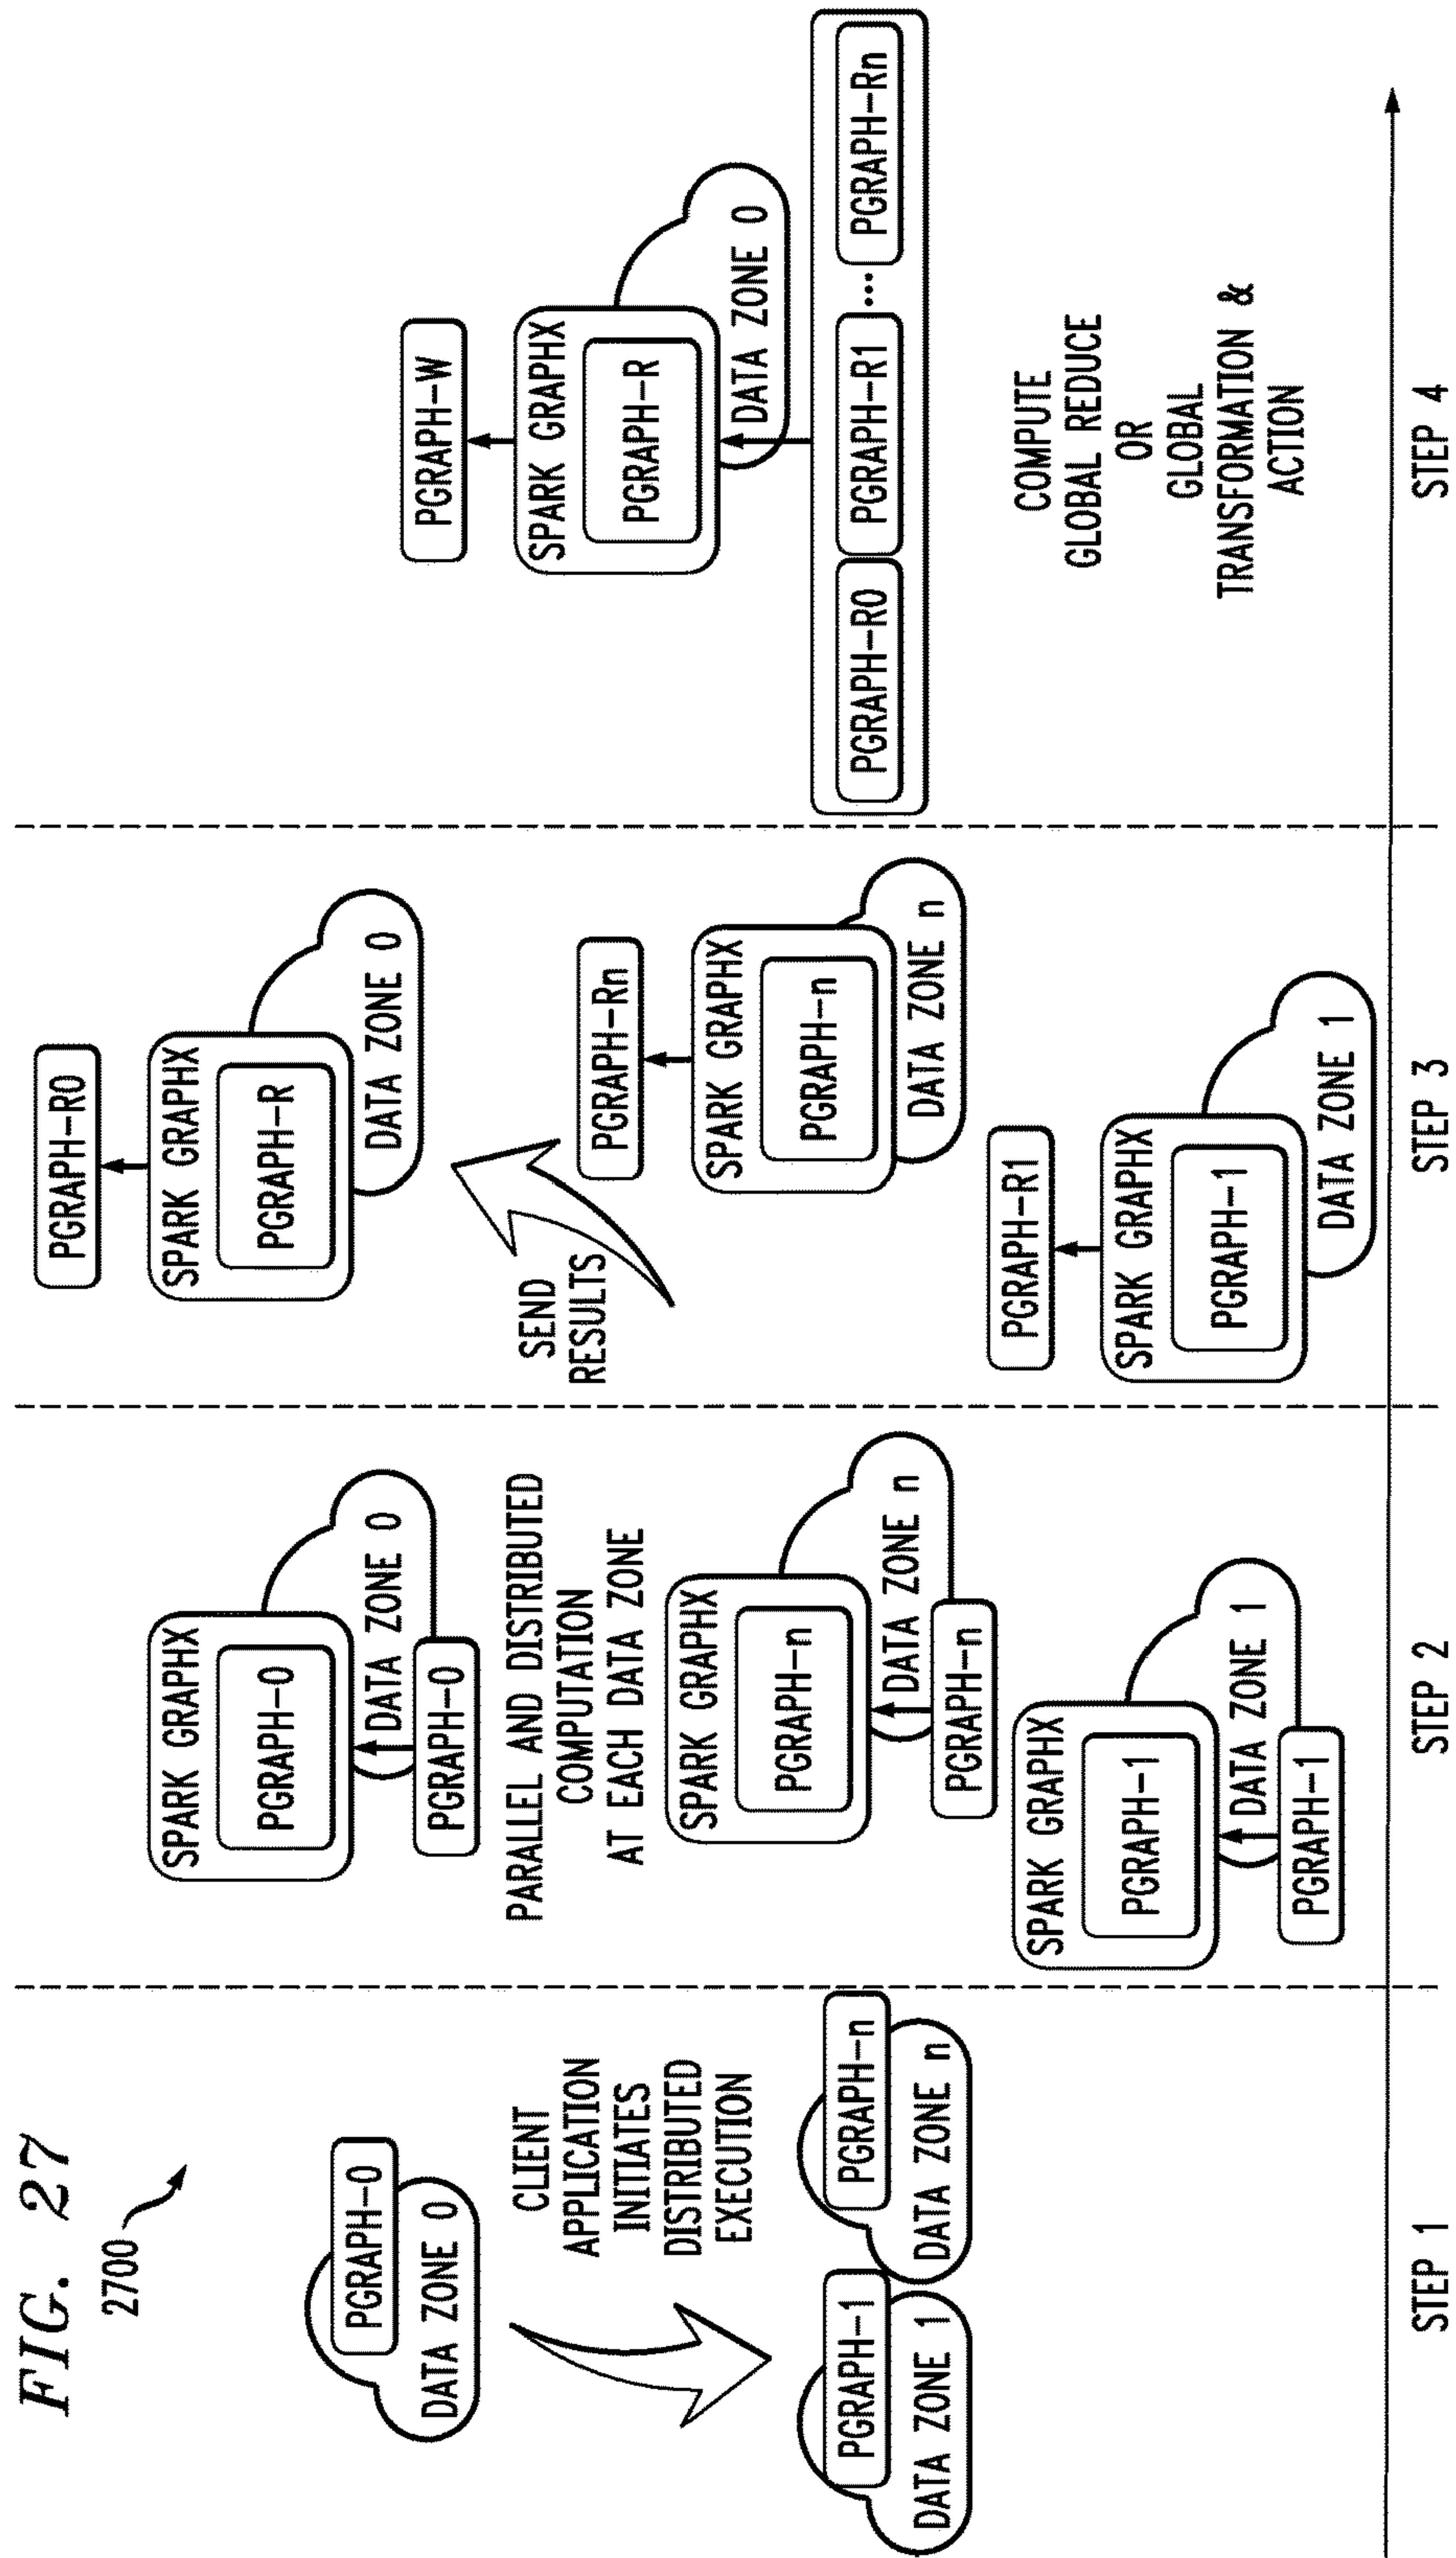 FIG. 27
2700
PGRAPH-0
DATA ZONE 0
CLIENT
APPLICATION
INITIATES
DISTRIBUTED
EXECUTION
PGRAPH-1
DATA ZONE 1
PGRAPH-n
DATA ZONE n
STEP 1
SPARK GRAPHX
PGRAPH-0
DATA ZONE 0
PGRAPH-0
PARALLEL AND DISTRIBUTED
COMPUTATION
AT EACH DATA ZONE
SPARK GRAPHX
PGRAPH-n
DATA ZONE n
PGRAPH-n
SPARK GRAPHX
PGRAPH-1
DATA ZONE 1
PGRAPH-1
STEP 2
PGRAPH-R0
SPARK GRAPHX
PGRAPH-R
DATA ZONE 0
SEND
RESULTS
PGRAPH-Rn
SPARK GRAPHX
PGRAPH-n
DATA ZONE n
PGRAPH-R1
SPARK GRAPHX
PGRAPH-1
DATA ZONE 1
STEP 3
PGRAPH-W
SPARK GRAPHX
PGRAPH-R
DATA ZONE 0
PGRAPH-R0 PGRAPH-R1 ... PGRAPH-Rn
COMPUTE
GLOBAL REDUCE
OR
GLOBAL
TRANSFORMATION &
ACTION
STEP 4